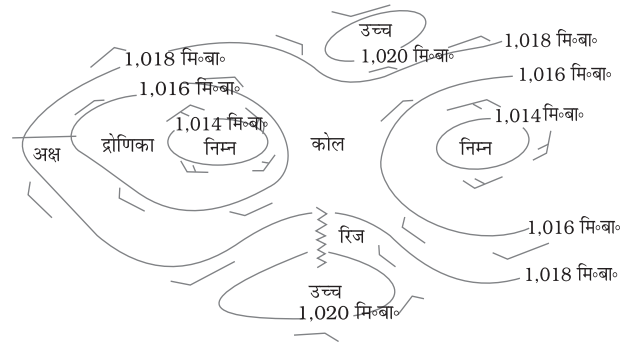 उच्च
1,020 मि॰बा॰
1,018 मि॰बा॰
1,018 मि॰बा॰
1,016 मि॰बा॰
1,016 मि॰बा॰
1,014 मि॰बा॰
1,014 मि॰बा॰
अक्ष
द्रोणिका
निम्न
कोल
निम्न
1,016 मि॰बा॰
रिज
1,018 मि॰बा॰
उच्च
1,020 मि॰बा॰